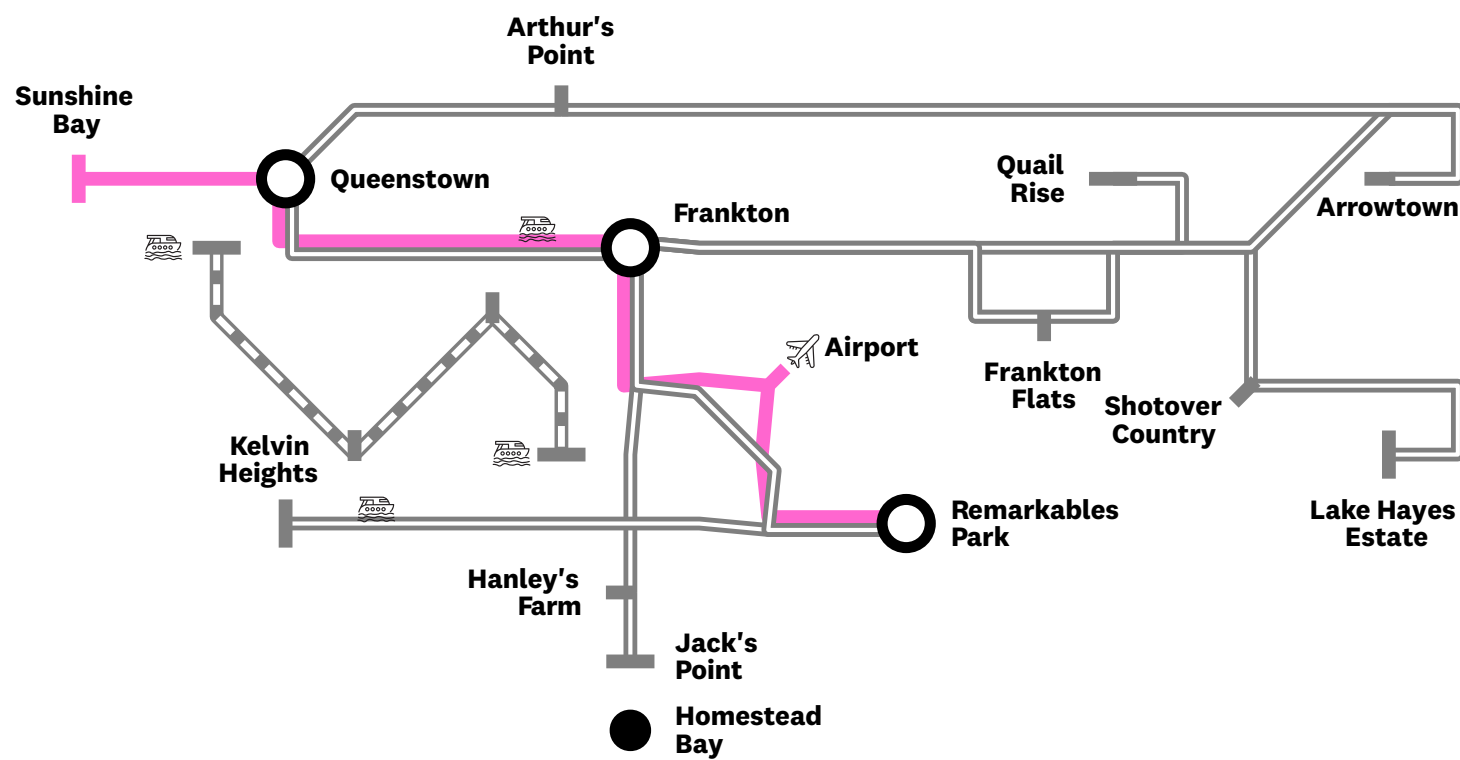 Arthur's
Point
Sunshine
Bay
Queenstown
Quail
Rise
Arrowtown
Frankton
Airport
Frankton
Flats
Shotover
Country
Kelvin
Heights
Remarkables
Park
Lake Hayes
Estate
Hanley's
Farm
Jack's
Point
Homestead
Bay